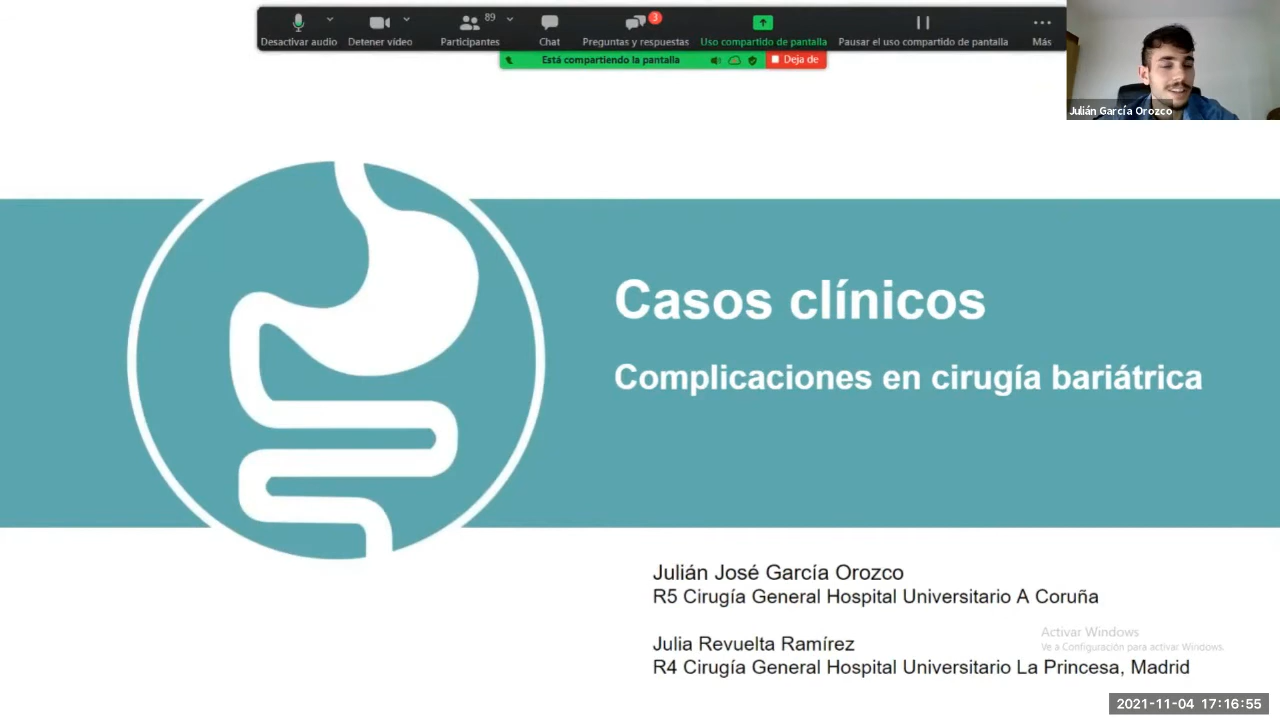 89
3
Desactivar audio
Detener vídeo
Participantes
Chat
Preguntas y respuestas
Uso compartido de pantalla
Pausar el uso compartido de pantalla
Más
Está compartiendo la pantalla
Deja de
Julián García Orozco
Casos clínicos
Complicaciones en cirugía bariátrica
Julián José García Orozco
R5 Cirugía General Hospital Universitario A Coruña
Julia Revuelta Ramírez
R4 Cirugía General Hospital Universitario La Princesa, Madrid
Activar Windows
Ve a Configuración para activar Windows.
2021-11-04 17:16:55